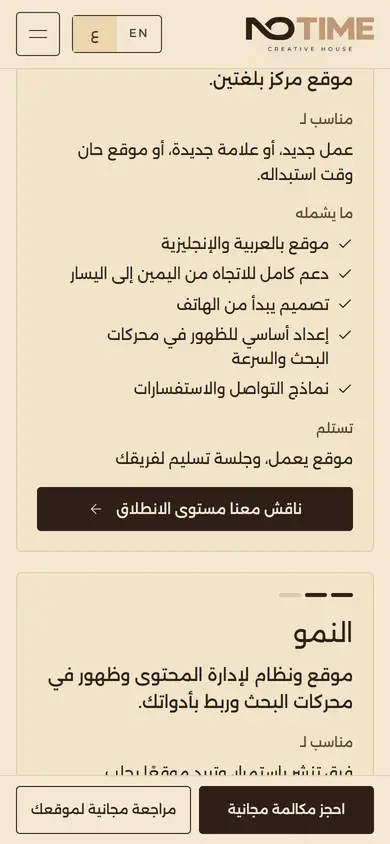 NOTIME
CREATIVE HOUSE
EN
ع
موقع مركز بلغتين.
مناسب لـ
عمل جديد، أو علامة جديدة، أو موقع حان
وقت استبداله.
ما يشمله
موقع بالعربية والإنجليزية
دعم كامل للاتجاه من اليمين إلى اليسار
تصميم يبدأ من الهاتف
إعداد أساسي للظهور في محركات
البحث والسرعة
نماذج التواصل والاستفسارات
تستلم
موقع يعمل، وجلسة تسليم لفريقك
ناقش معنا مستوى الانطلاق
النمو
موقع ونظام لإدارة المحتوى وظهور في
محركات البحث وربط بأدواتك.
مناسب لـ
احجز مكالمة مجانية
مراجعة مجانية لموقعك